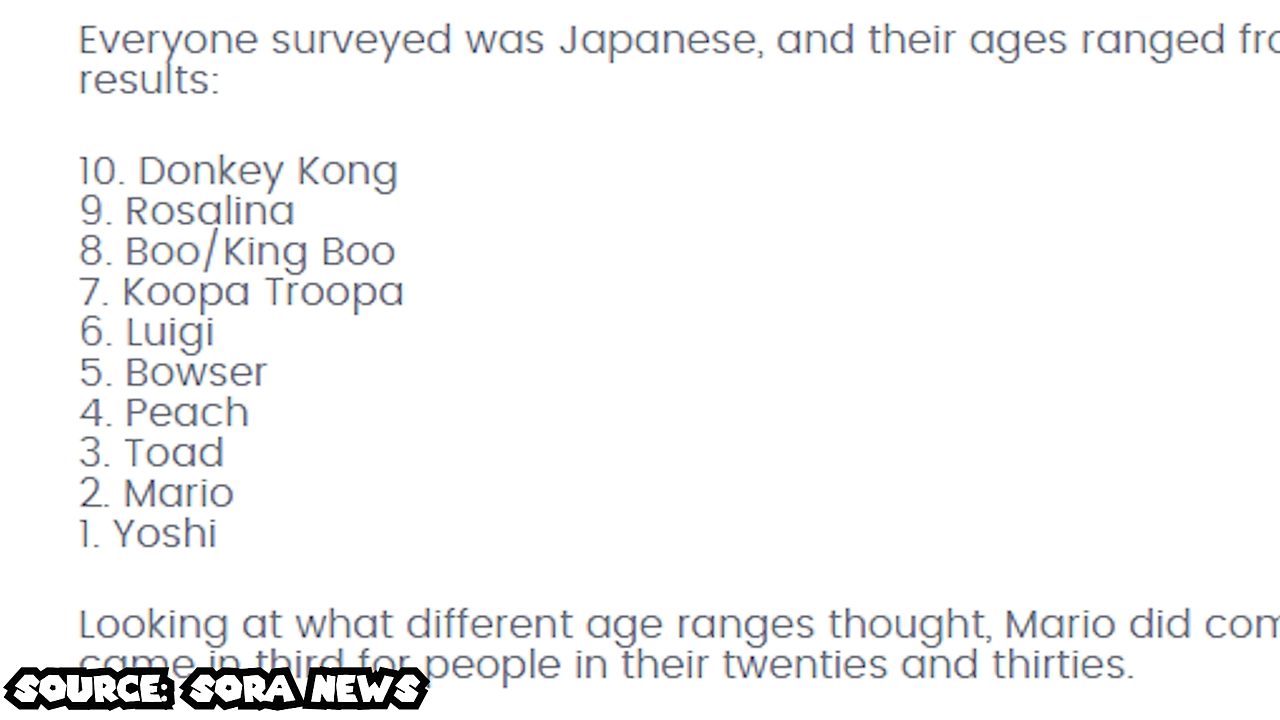 Everyone surveyed was Japanese, and their ages ranged
results:
10. Donkey Kong
9. Rosalina
8. Boo/King Boo
7. Koopa Troopa
6. Luigi
5. Bowser
4. Peach
3. Toad
2. Mario
1. Yoshi
Looking at what different age ranges thought, Mario did
came in third for people in their twenties and thirties.
SOURCE: SORA NEWS